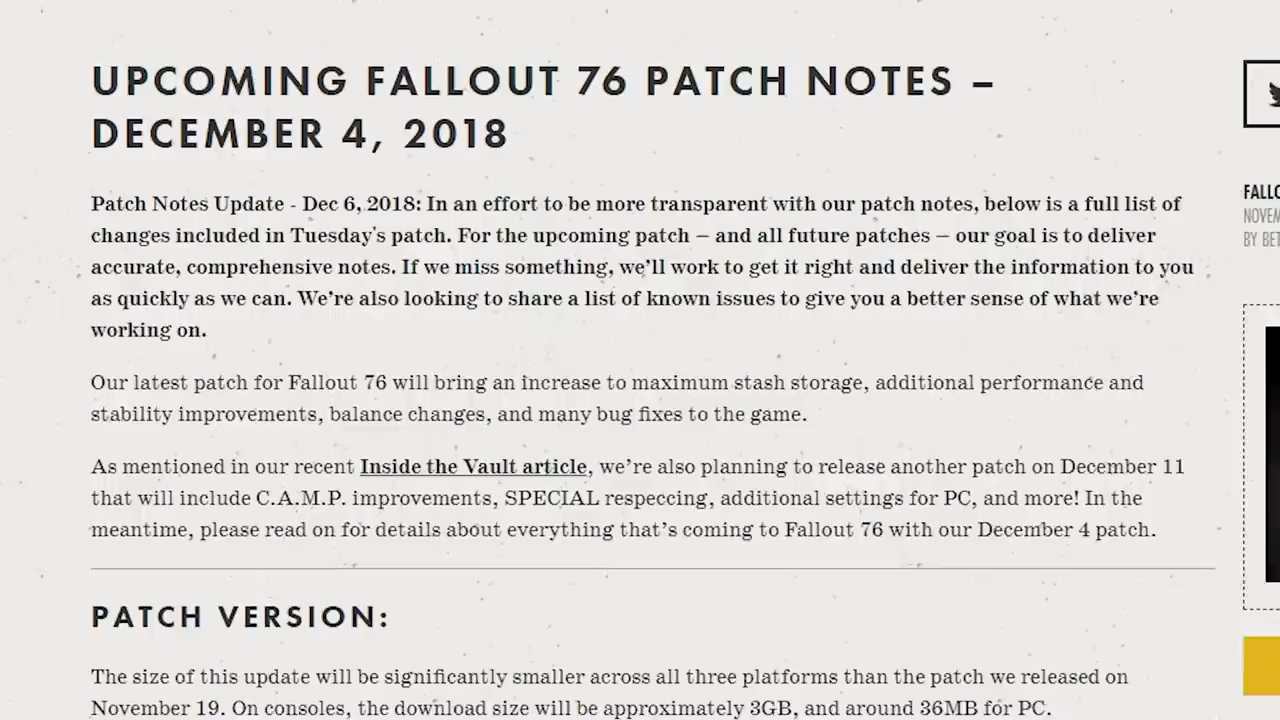 UPCOMING FALLOUT 76 PATCH NOTES –
DECEMBER 4, 2018
Patch Notes Update - Dec 6, 2018: In an effort to be more transparent with our patch notes, below is a full list of
changes included in Tuesday's patch. For the upcoming patch – and all future patches – our goal is to deliver
accurate, comprehensive notes. If we miss something, we’ll work to get it right and deliver the information to you
as quickly as we can. We’re also looking to share a list of known issues to give you a better sense of what we’re
working on.
Our latest patch for Fallout 76 will bring an increase to maximum stash storage, additional performance and
stability improvements, balance changes, and many bug fixes to the game.
As mentioned in our recent Inside the Vault article, we’re also planning to release another patch on December 11
that will include C.A.M.P. improvements, SPECIAL respeccing, additional settings for PC, and more! In the
meantime, please read on for details about everything that’s coming to Fallout 76 with our December 4 patch.
PATCH VERSION:
The size of this update will be significantly smaller across all three platforms than the patch we released on
November 19. On consoles, the download size will be approximately 3GB, and around 36MB for PC.
BY